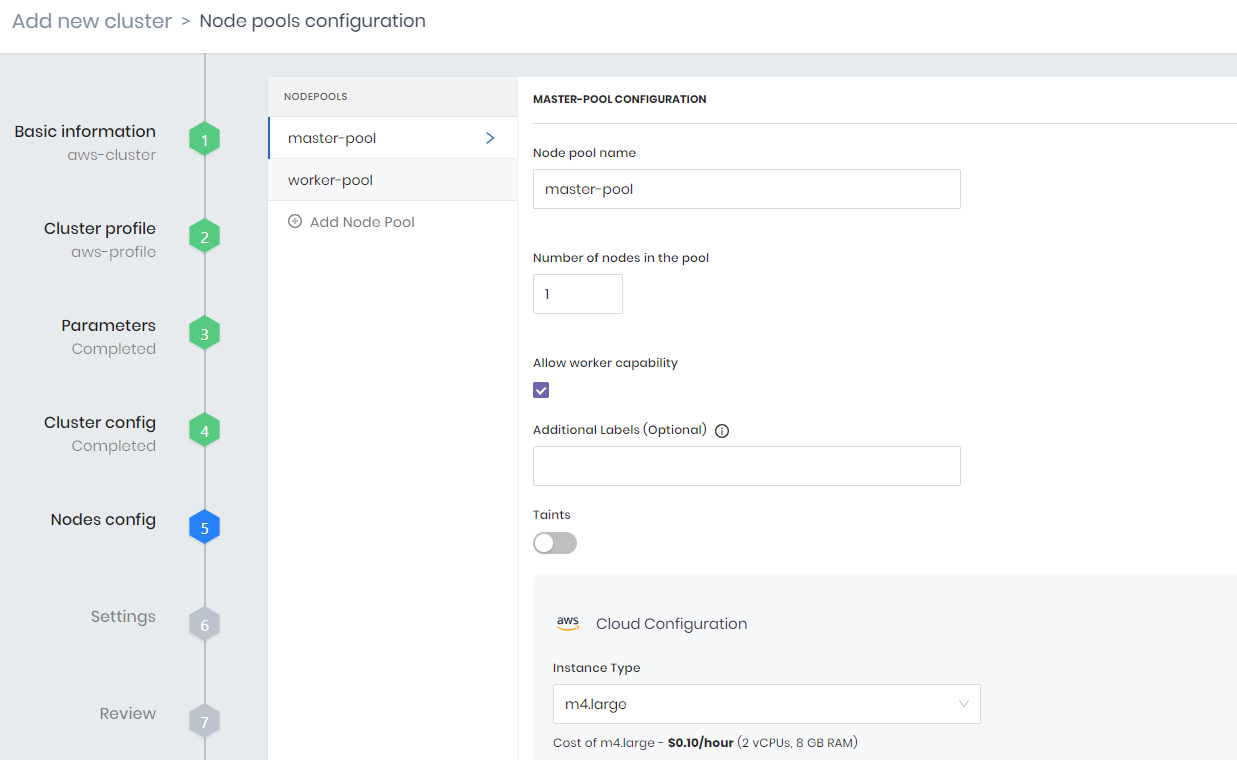 Add new cluster > Node pools configuration
Basic information
aws-cluster
1
Cluster profile
aws-profile
2
Parameters
Completed
3
Cluster config
Completed
4
Nodes config
5
Settings
6
Review
7
NODEPOOLS
master-pool
worker-pool
Add Node Pool
MASTER-POOL CONFIGURATION
Node pool name
master-pool
Number of nodes in the pool
1
Allow worker capability
Additional Labels (Optional)
Taints
aws Cloud Configuration
Instance Type
m4.large
Cost of m4.large - $0.10/hour (2 vCPUs, 8 GB RAM)